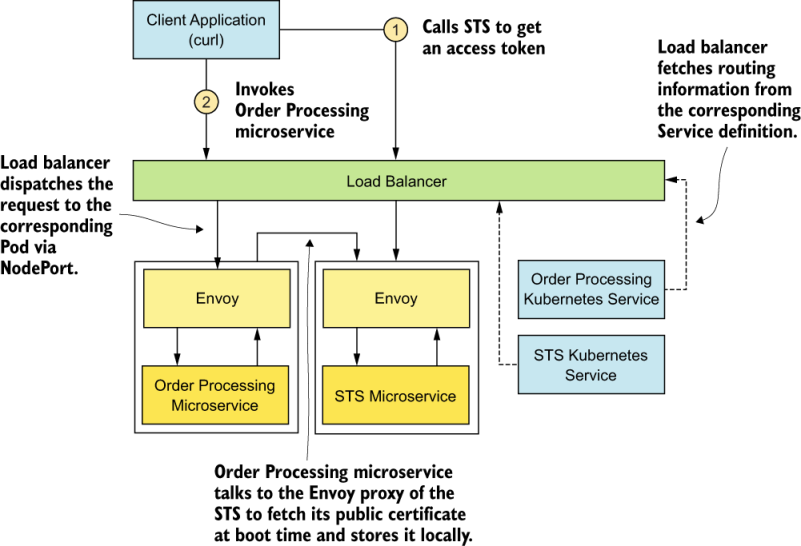 Client Application
(curl)
1
Calls STS to get
an access token
2
Invokes
Order Processing
microservice
Load balancer
fetches routing
information from
the corresponding
Service definition.
Load balancer
dispatches the
request to the
corresponding
Pod via
NodePort.
Load Balancer
Envoy
Envoy
Order Processing
Kubernetes Service
Order Processing
Microservice
STS Microservice
STS Kubernetes
Service
Order Processing microservice
talks to the Envoy proxy of the
STS to fetch its public certificate
at boot time and stores it locally.